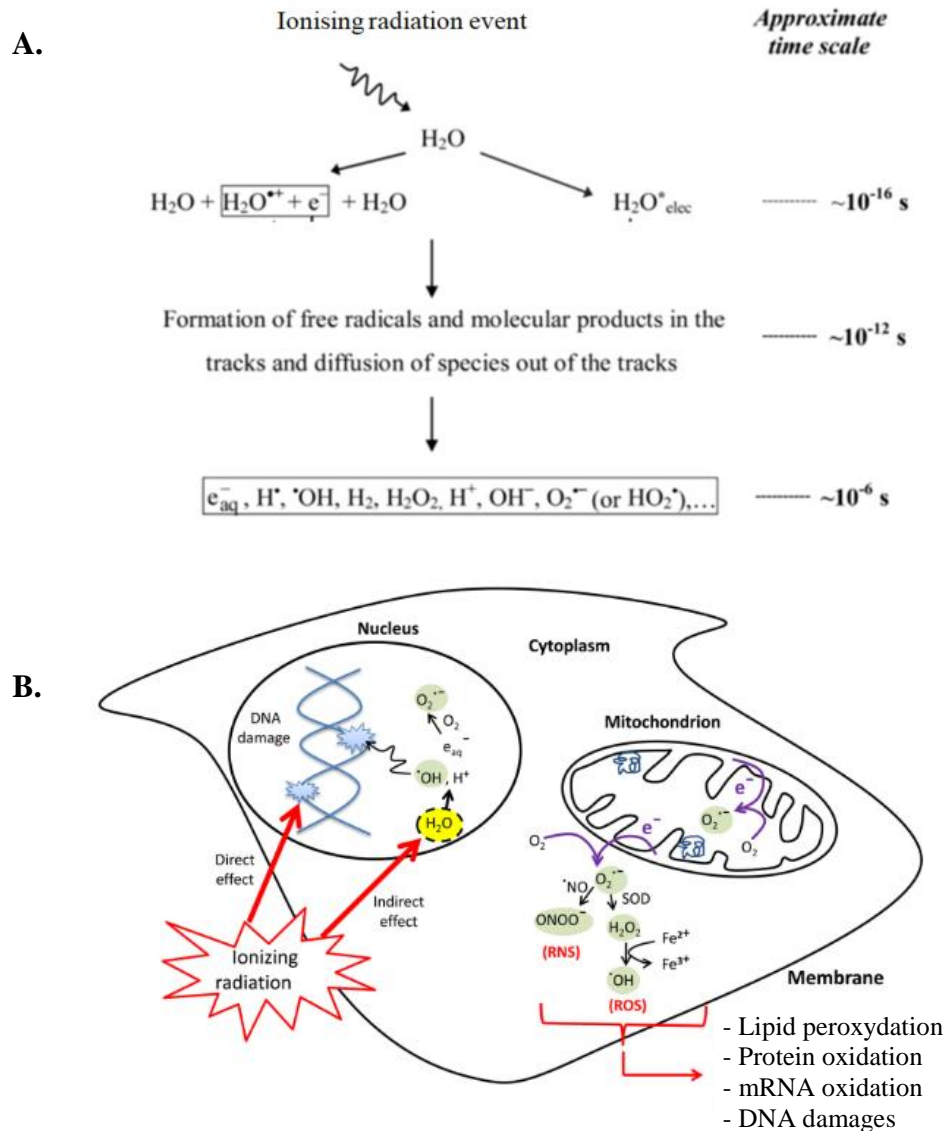 A.
Ionising radiation event
Approximate
time scale
H₂O
H₂O + H₂O•⁺ + e⁻ + H₂O
H₂O*elec
-------- ~10⁻¹⁶ s
Formation of free radicals and molecular products in the
tracks and diffusion of species out of the tracks
-------- ~10⁻¹² s
e⁻aq, H•, •OH, H₂, H₂O₂, H⁺, OH⁻, O₂•⁻ (or HO₂•),...
-------- ~10⁻⁶ s
B.
Nucleus
Cytoplasm
DNA
damage
O₂•⁻
O₂
eaq⁻
•OH, H⁺
H₂O
Mitochondrion
e⁻
O₂•⁻
O₂
O₂
e⁻
Direct
effect
Indirect
effect
Ionizing
radiation
•NO
O₂•⁻
SOD
ONOO⁻
H₂O₂
(RNS)
Fe²⁺
Fe³⁺
•OH
(ROS)
Membrane
- Lipid peroxydation
- Protein oxidation
- mRNA oxidation
- DNA damages